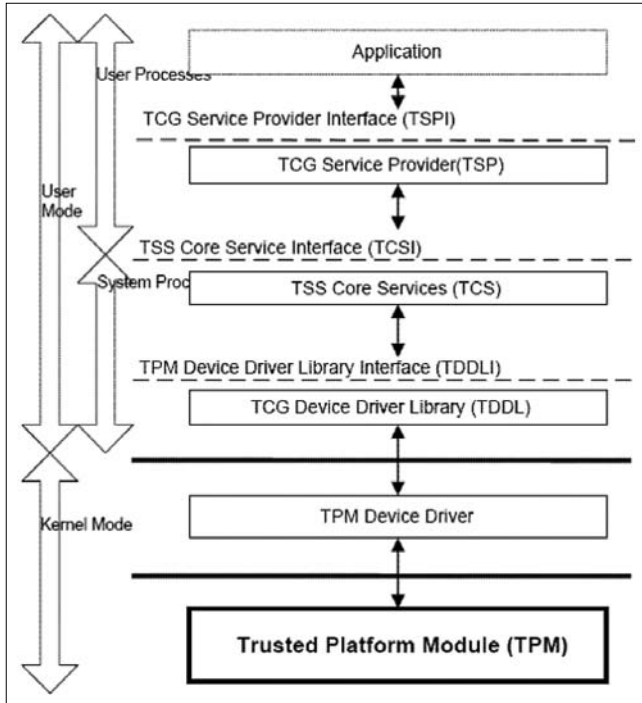 Application
User Processes
TCG Service Provider Interface (TSPI)
TCG Service Provider(TSP)
User
Mode
TSS Core Service Interface (TCSI)
System Proc
TSS Core Services (TCS)
TPM Device Driver Library Interface (TDDLI)
TCG Device Driver Library (TDDL)
TPM Device Driver
Kernel Mode
Trusted Platform Module (TPM)